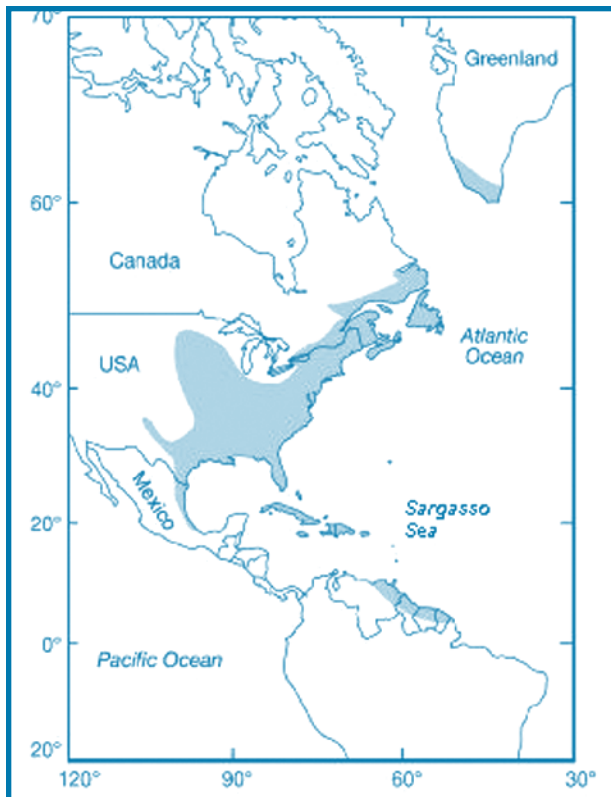 70°
Greenland
60°
Canada
Atlantic
Ocean
USA
40°
Mexico
Sargasso
Sea
20°
0°
Pacific Ocean
20°
120°
90°
60°
30°